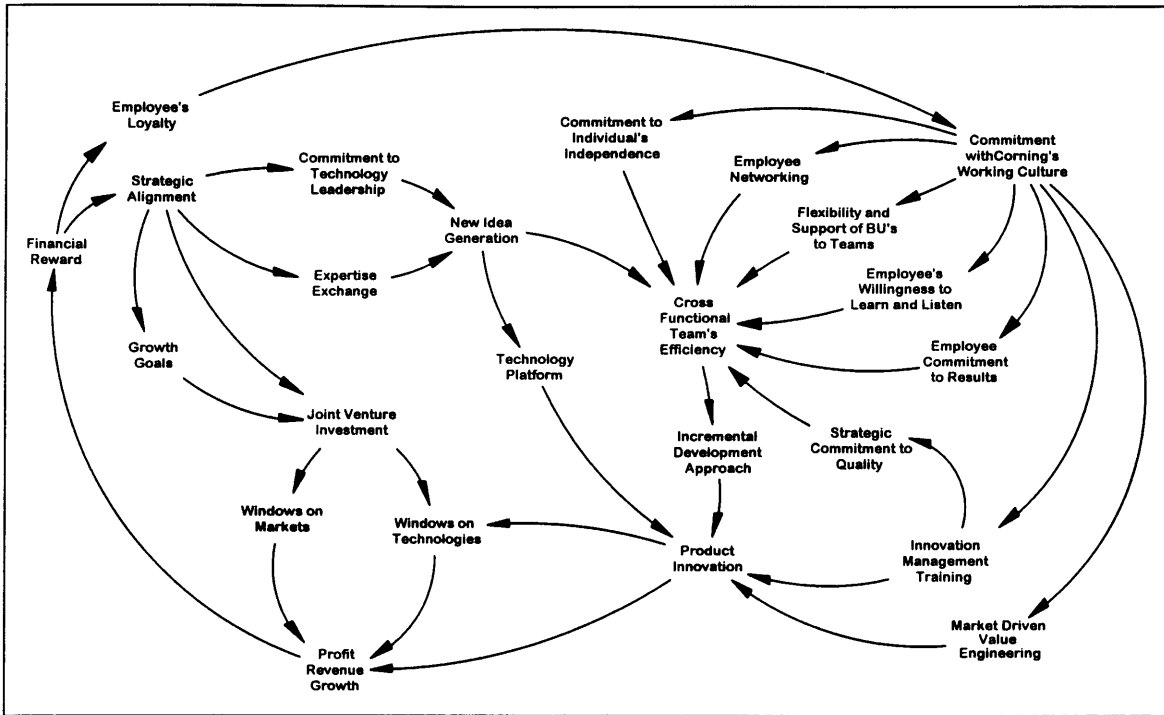 Employee's
Loyalty
Commitment to
Individual's
Independence
Commitment
withCorning's
Working Culture
Commitment to
Technology
Leadership
Employee
Networking
Strategic
Alignment
New Idea
Generation
Flexibility and
Support of BU's
to Teams
Financial
Reward
Expertise
Exchange
Employee's
Willingness to
Learn and Listen
Cross
Functional
Team's
Efficiency
Growth
Goals
Technology
Platform
Employee
Commitment
to Results
Joint Venture
Investment
Incremental
Development
Approach
Strategic
Commitment to
Quality
Windows on
Markets
Windows on
Technologies
Product
Innovation
Innovation
Management
Training
Market Driven
Value
Engineering
Profit
Revenue
Growth